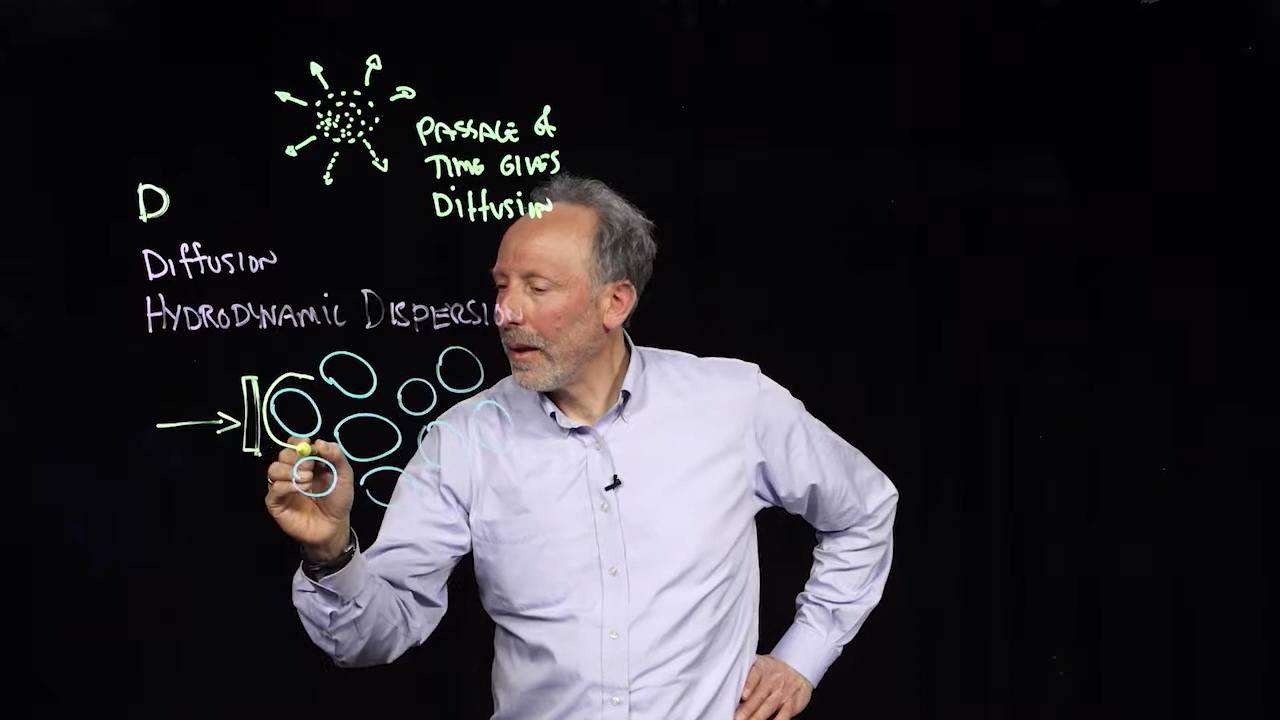 PASSAGE of
TIME GIVES
Diffusion
D
Diffusion
HYDRODYNAMIC DISPERSION